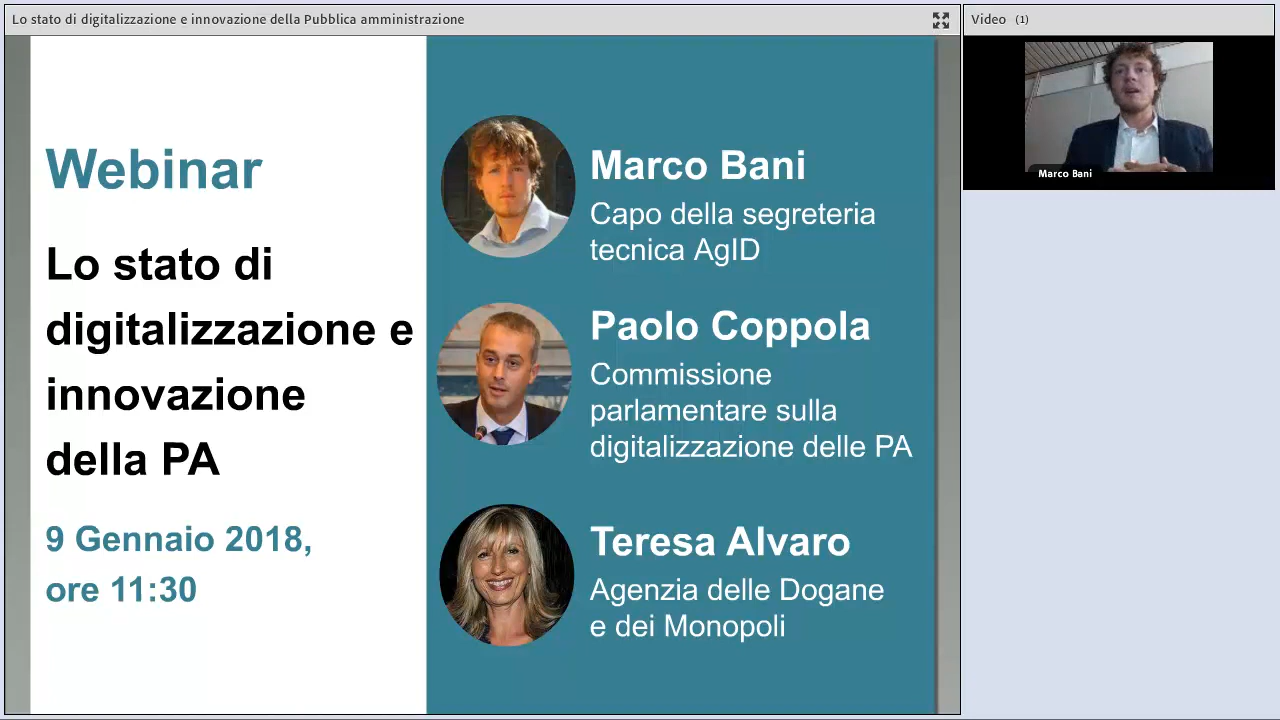 Lo stato di digitalizzazione e innovazione della Pubblica amministrazione
Video (1)
Marco Bani
Webinar
Lo stato di
digitalizzazione e
innovazione
della PA
9 Gennaio 2018,
ore 11:30
Marco Bani
Capo della segreteria
tecnica AgID
Paolo Coppola
Commissione
parlamentare sulla
digitalizzazione delle PA
Teresa Alvaro
Agenzia delle Dogane
e dei Monopoli